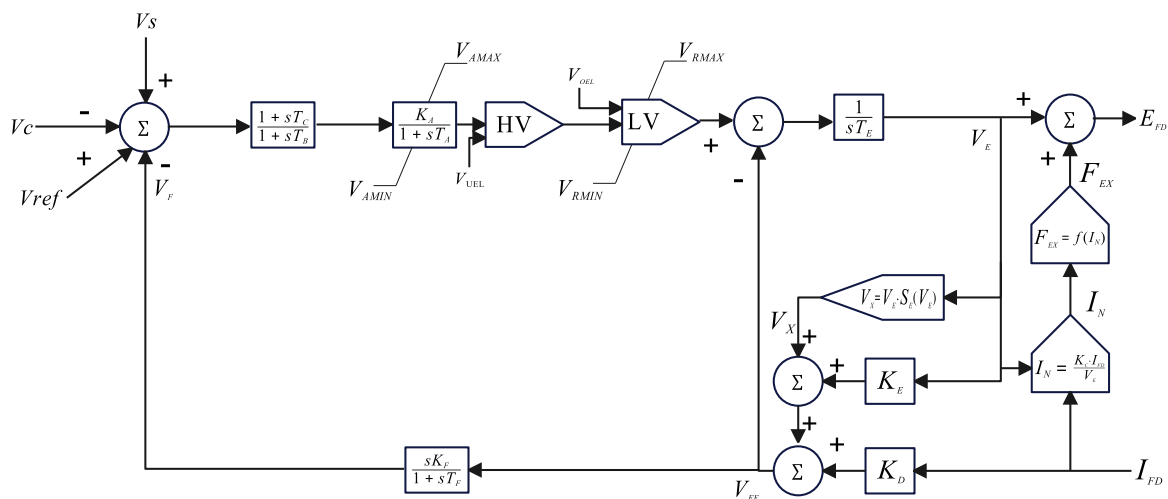 Vs
+
-
Vc
Σ
+
-
Vref
V_F
1 + sT_C
1 + sT_B
V_AMAX
K_A
1 + sT_A
V_AMIN
HV
V_UEL
V_OEL
V_RMAX
LV
V_RMIN
+
-
Σ
1
sT_E
V_E
+
Σ
E_FD
+
F_EX
F_EX = f(I_N)
I_N
I_N = K_C·I_FD
V_E
V_X=V_E·S_E(V_E)
V_X
+
Σ
+
K_E
+
Σ
+
K_D
I_FD
V_FE
sK_F
1 + sT_F